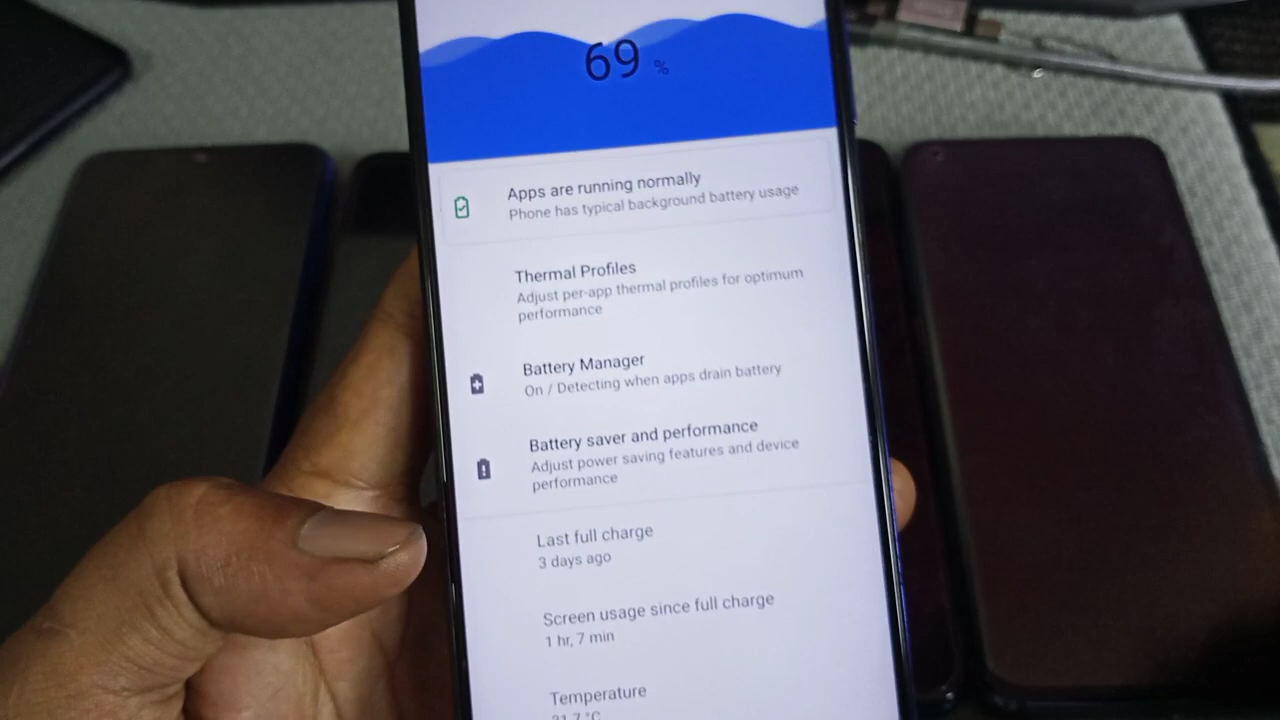 69 %
Apps are running normally
Phone has typical background battery usage
Thermal Profiles
Adjust per-app thermal profiles for optimum
performance
Battery Manager
On / Detecting when apps drain battery
Battery saver and performance
Adjust power saving features and device
performance
Last full charge
3 days ago
Screen usage since full charge
1 hr, 7 min
Temperature